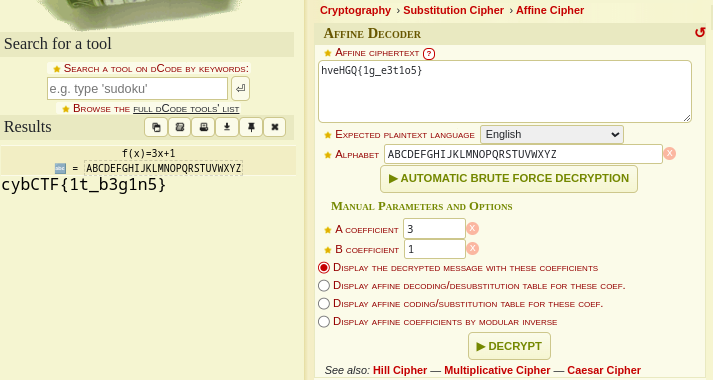 Search for a tool
★ Search a tool on dCode by keywords:
e.g. type 'sudoku'
★ Browse the full dCode tools' list
Results
f(x)=3x+1
= ABCDEFGHIJKLMNOPQRSTUVWXYZ
cybCTF{1t_b3g1n5}
Cryptography › Substitution Cipher › Affine Cipher
Affine Decoder
★ Affine ciphertext ?
hveHGQ{1g_e3t1o5}
★ Expected plaintext language English
★ Alphabet ABCDEFGHIJKLMNOPQRSTUVWXYZ X
▶ AUTOMATIC BRUTE FORCE DECRYPTION
Manual Parameters and Options
★ A coefficient 3 X
★ B coefficient 1 X
Display the decrypted message with these coefficients
Display affine decoding/desubstitution table for these coef.
Display affine coding/substitution table for these coef.
Display affine coefficients by modular inverse
▶ DECRYPT
See also: Hill Cipher — Multiplicative Cipher — Caesar Cipher